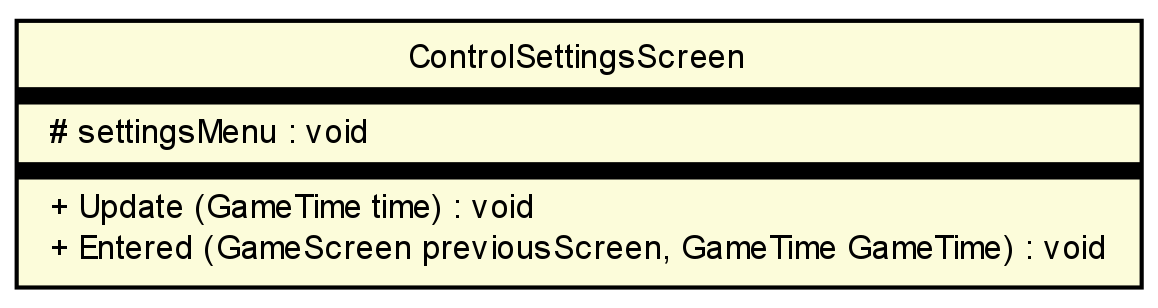 ControlSettingsScreen
# settingsMenu : void
+ Update (GameTime time) : void
+ Entered (GameScreen previousScreen, GameTime GameTime) : void